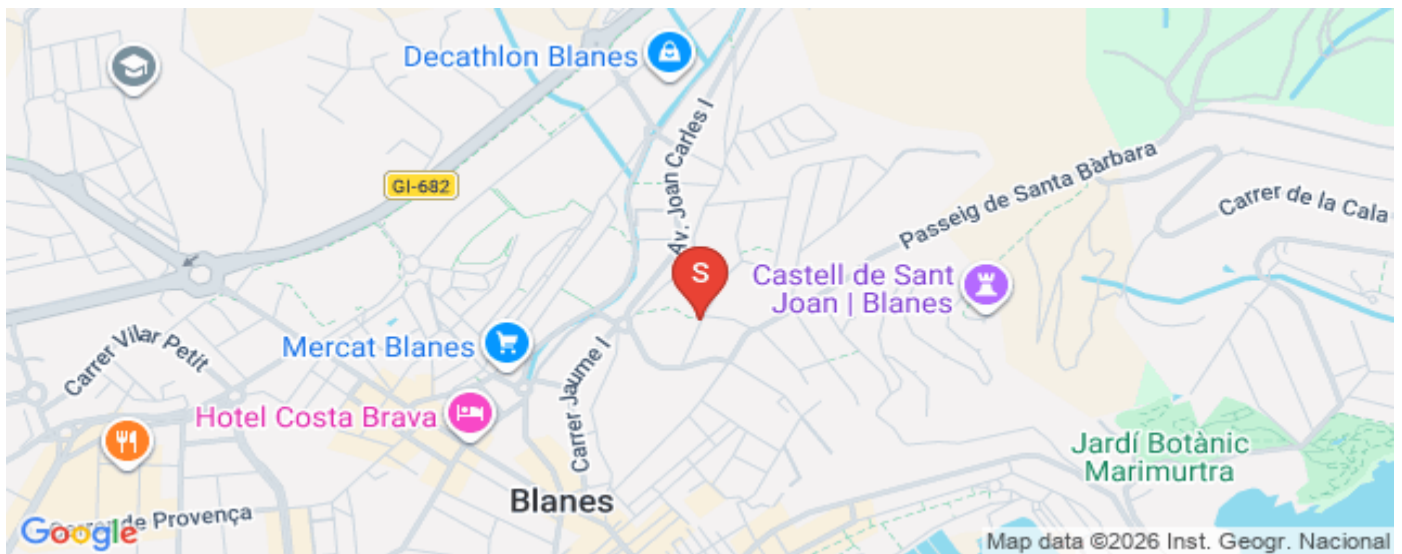 Decathlon Blanes
Av. Joan Carles I
GI-682
Passeig de Santa Bàrbara
Carrer de la Cala
S
Castell de Sant
Joan | Blanes
Carrer Vilar Petit
Mercat Blanes
Carrer Jaume I
Hotel Costa Brava
Jardí Botànic
Marimurtra
Blanes
Carrer de Provença
Google
Map data ©2026 Inst. Geogr. Nacional